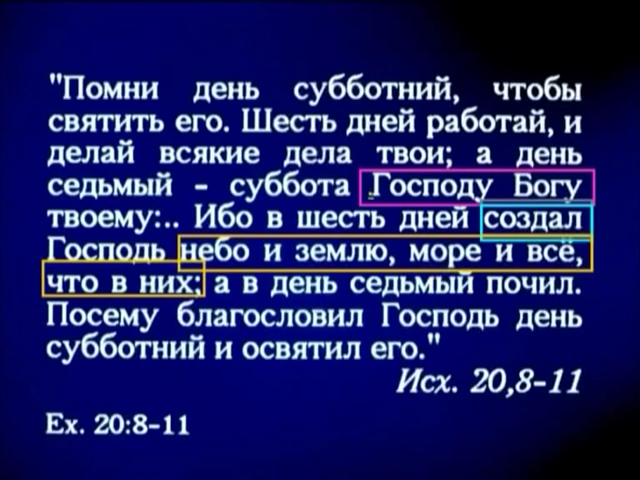 "Помни день субботний, чтобы
святить его. Шесть дней работай, и
делай всякие дела твои; а день
седьмый - суббота Господу Богу
твоему:.. Ибо в шесть дней создал
Господь небо и землю, море и всё,
что в них; а в день седьмый почил.
Посему благословил Господь день
субботний и освятил его."
Исх. 20,8-11
Ex. 20:8-11